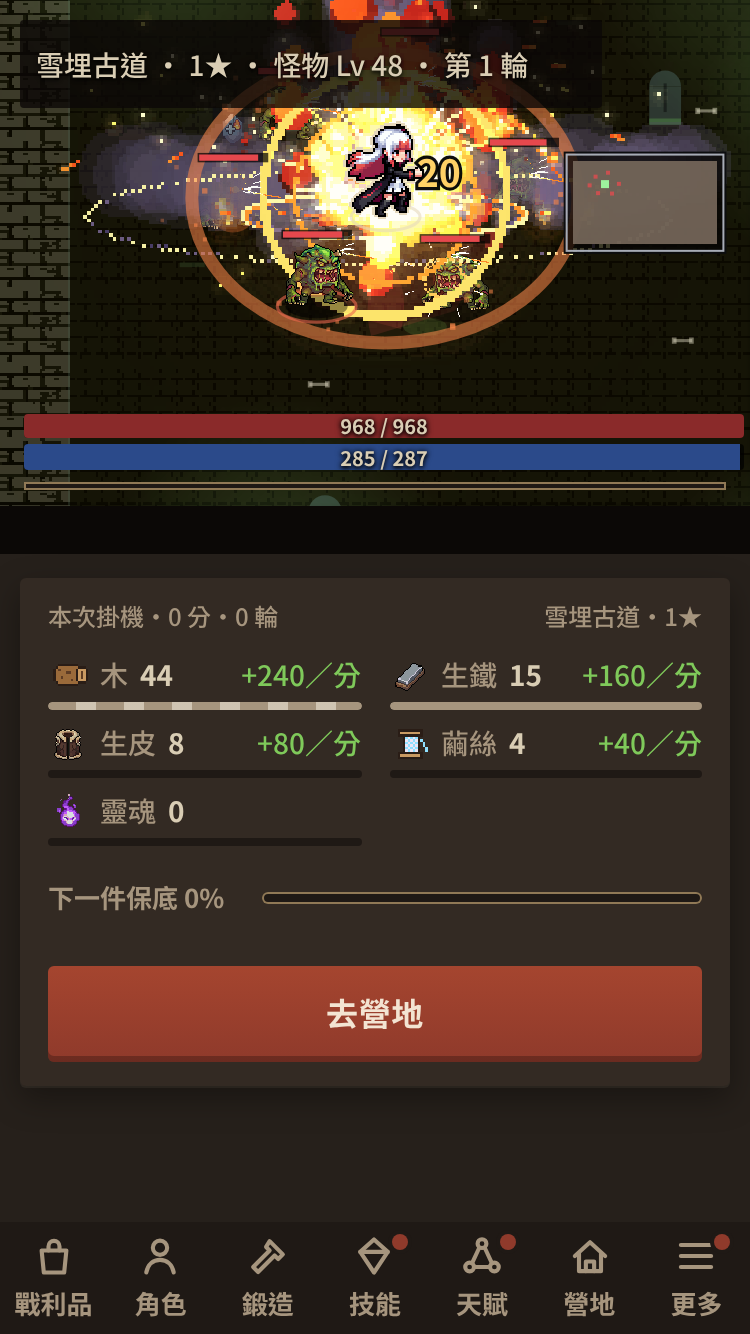 雪埋古道 · 1★ · 怪物 Lv 48 · 第 1 輪
20
968 / 968
285 / 287
本次掛機・0 分・0 輪
雪埋古道・1★
木 44 +240／分
生鐵 15 +160／分
生皮 8 +80／分
繭絲 4 +40／分
靈魂 0
下一件保底 0%
去營地
戰利品 角色 鍛造 技能 天賦 營地 更多